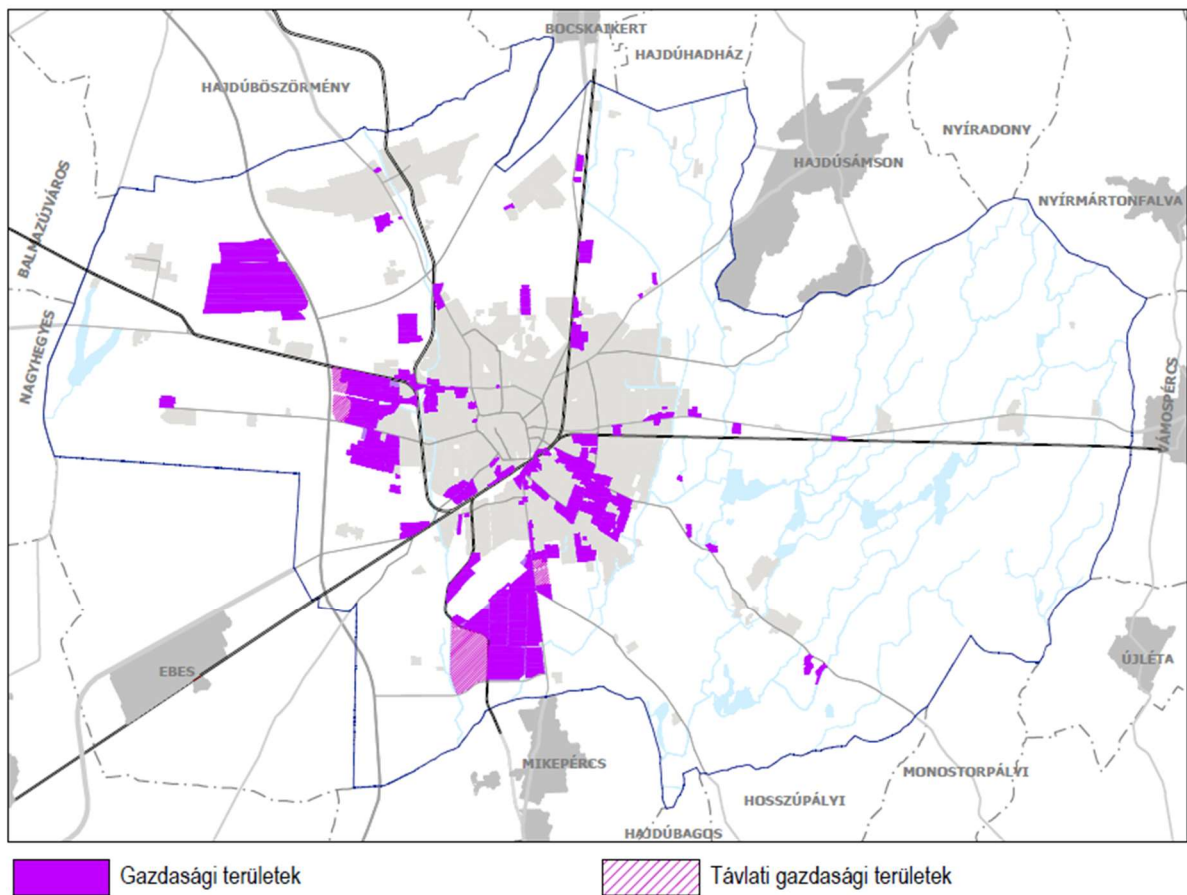 BOCSKAIKERT
HAJDÚHADHÁZ
HAJDÚBÖSZÖRMÉNY
NYÍRADONY
HAJDÚSÁMSON
NYÍRMÁRTONFALVA
BALMAZÚJVÁROS
NAGYHEGYES
VÁMOSPÉRCS
EBES
ÚJLÉTA
MIKEPÉRCS
MONOSTORPÁLYI
HOSSZÚPÁLYI
HAJDÚBAGOS
Gazdasági területek
Távlati gazdasági területek